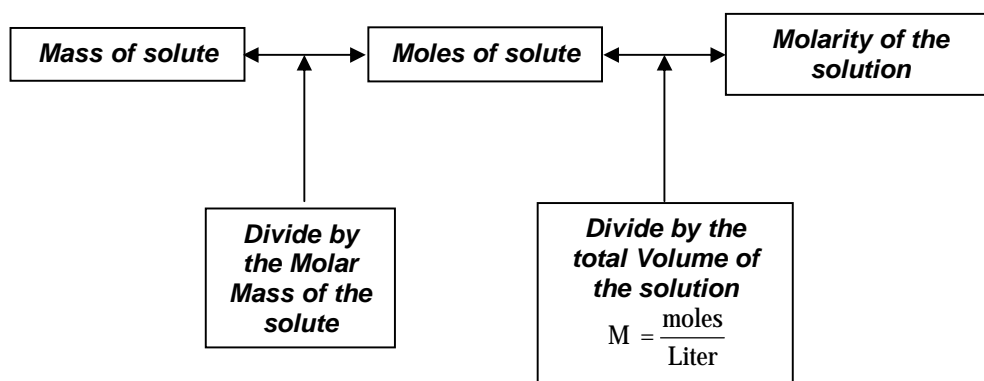 Mass of solute
Moles of solute
Molarity of the
solution
Divide by
the Molar
Mass of the
solute
Divide by the
total Volume of
the solution
M = moles
Liter